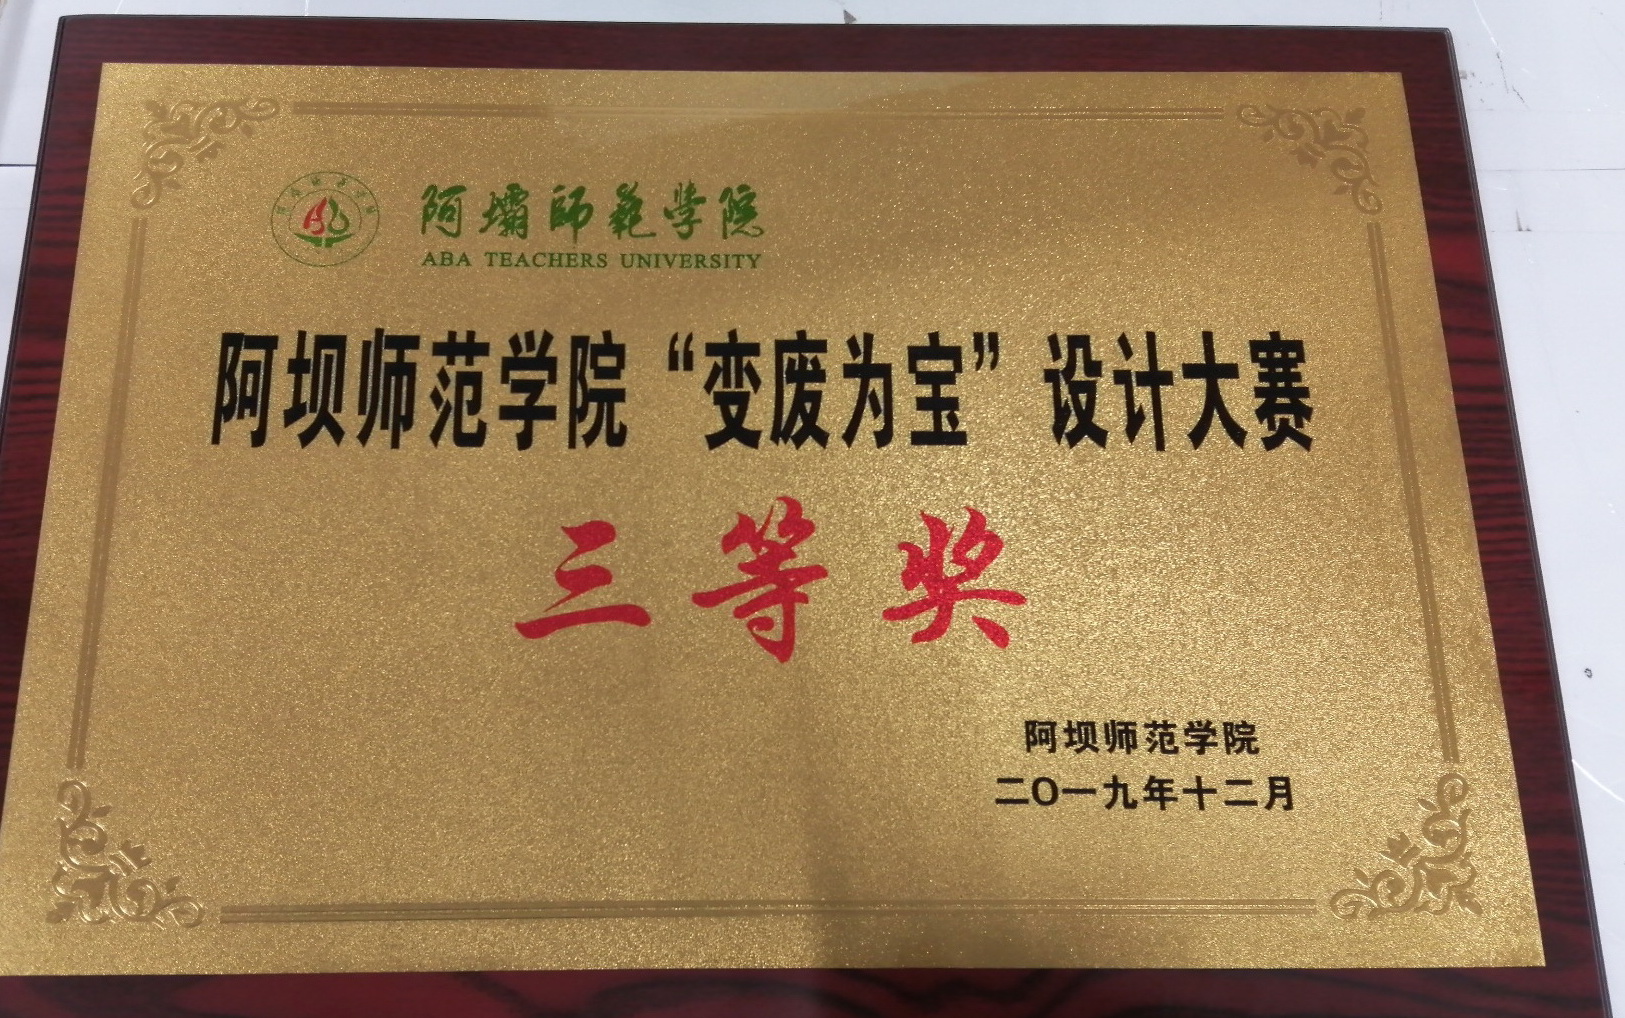 阿壩師範学院
ABA TEACHERS UNIVERSITY
阿坝师范学院“变废为宝”设计大赛
三等奖
阿坝师范学院
二〇一九年十二月